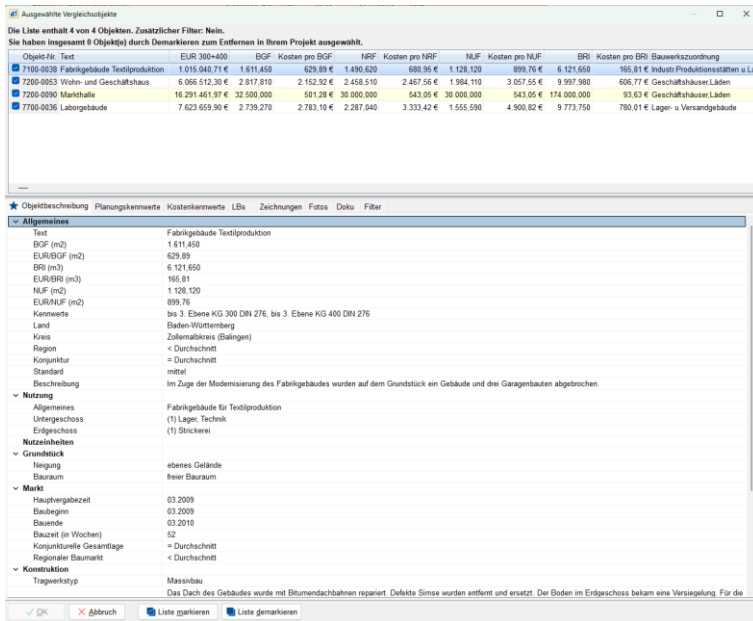 Ausgewählte Vergleichsobjekte
Die Liste enthält 4 von 4 Objekten. Zusätzlicher Filter: Nein.
Sie haben insgesamt 0 Objekt(e) durch Demarkieren zum Entfernen in Ihrem Projekt ausgewählt.
Objekt-Nr. Text EUR 300+400 BGF Kosten pro BGF NRF Kosten pro NRF NUF Kosten pro NUF BRI Kosten pro BRI Bauwerkszuordnung
7100-0038 Fabrikgebäude Textilproduktion 1.015.040,71 € 1.611,450 629,89 € 1.490,620 680,95 € 1.128,120 899,76 € 6.121,650 165,81 € Industr.Produktionsstätten u.La
7200-0053 Wohn- und Geschäftshaus 6.066.512,30 € 2.817,810 2.152,92 € 2.458,510 2.467,56 € 1.984,110 3.057,55 € 9.997,980 606,77 € Geschäftshäuser,Läden
7200-0090 Markthalle 16.291.461,97 € 32.500,000 501,28 € 30.000,000 543,05 € 30.000,000 543,05 € 174.000,000 93,63 € Geschäftshäuser,Läden
7700-0036 Laborgebäude 7.623.659,90 € 2.739,270 2.783,10 € 2.287,040 3.333,42 € 1.555,590 4.900,82 € 9.773,750 780,01 € Lager- u.Versandgebäude
Objektbeschreibung Planungskennwerte Kostenkennwerte LBs Zeichnungen Fotos Doku Filter
Allgemeines
Text Fabrikgebäude Textilproduktion
BGF (m2) 1.611,450
EUR/BGF (m2) 629,89
BRI (m3) 6.121,650
EUR/BRI (m3) 165,81
NUF (m2) 1.128,120
EUR/NUF (m2) 899,76
Kennwerte bis 3. Ebene KG 300 DIN 276, bis 3. Ebene KG 400 DIN 276
Land Baden-Württemberg
Kreis Zollernalbkreis (Balingen)
Region < Durchschnitt
Konjunktur = Durchschnitt
Standard mittel
Beschreibung Im Zuge der Modernisierung des Fabrikgebäudes wurden auf dem Grundstück ein Gebäude und drei Garagenbauten abgebrochen.
Nutzung
Allgemeines Fabrikgebäude für Textilproduktion
Untergeschoss (1) Lager, Technik
Erdgeschoss (1) Strickerei
Nutzeinheiten
Grundstück
Neigung ebenes Gelände
Bauraum freier Bauraum
Markt
Hauptvergabezeit 03.2009
Baubeginn 03.2009
Bauende 03.2010
Bauzeit (in Wochen) 52
Konjunkturelle Gesamtlage = Durchschnitt
Regionaler Baumarkt < Durchschnitt
Konstruktion
Tragwerkstyp Massivbau
Das Dach des Gebäudes wurde mit Bitumendachbahnen repariert. Defekte Simse wurden entfernt und ersetzt. Der Boden im Erdgeschoss bekam eine Versiegelung. Für die
OK Abbruch Liste markieren Liste demarkieren